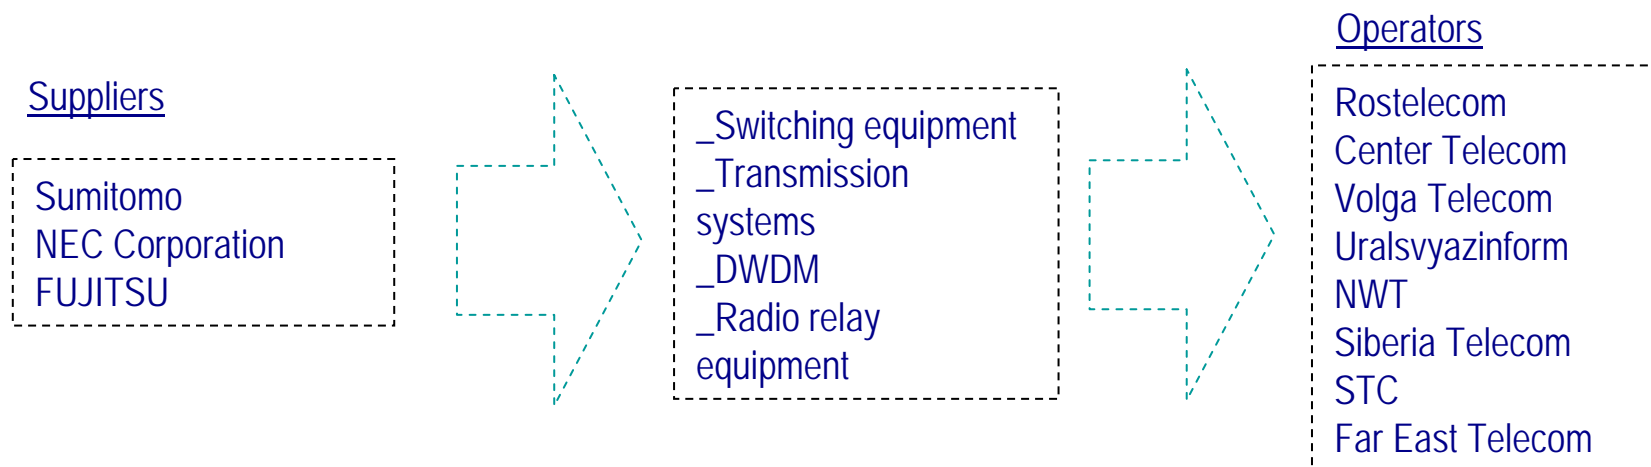 Suppliers
Sumitomo
NEC Corporation
FUJITSU
_Switching equipment
_Transmission
systems
_DWDM
_Radio relay
equipment
Operators
Rostelecom
Center Telecom
Volga Telecom
Uralsvyazinform
NWT
Siberia Telecom
STC
Far East Telecom